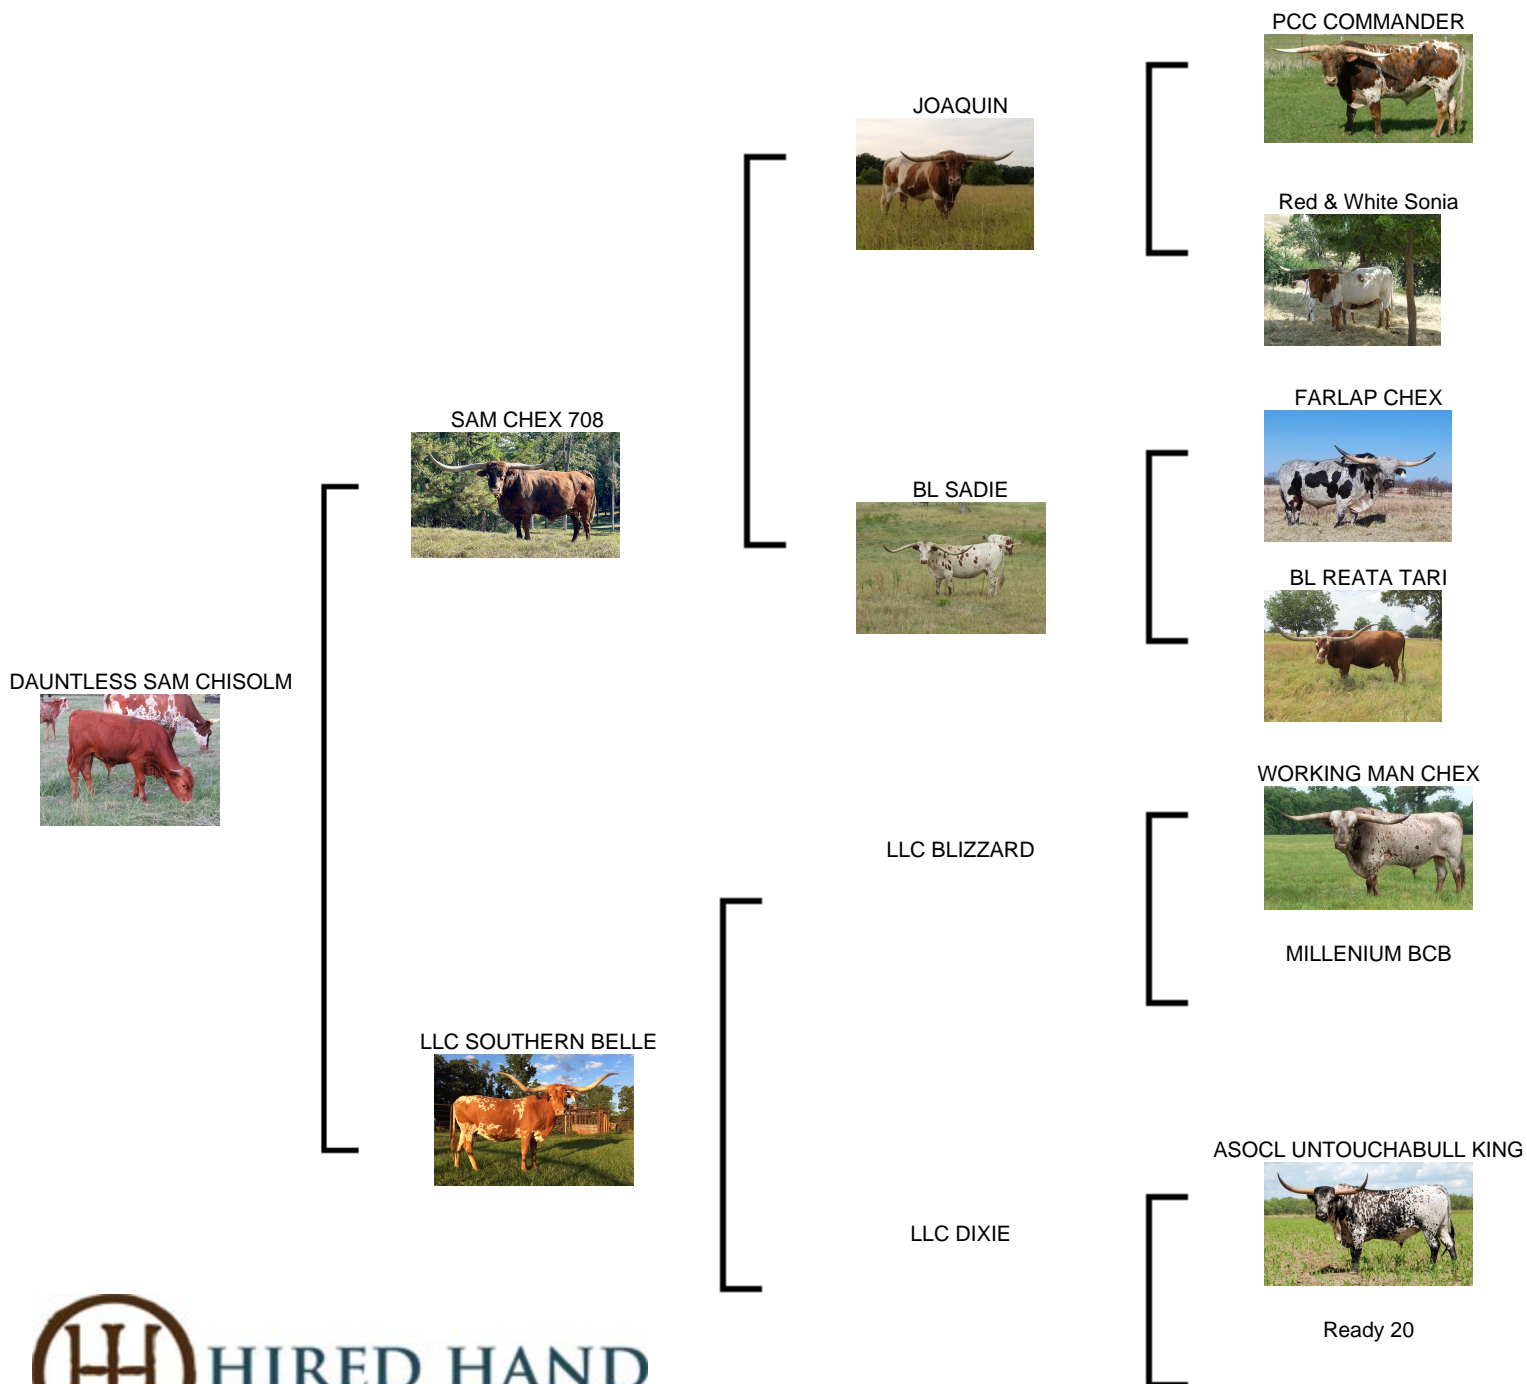 PCC COMMANDER
JOAQUIN
Red & White Sonia
FARLAP CHEX
SAM CHEX 708
BL SADIE
BL REATA TARI
DAUNTLESS SAM CHISOLM
WORKING MAN CHEX
LLC BLIZZARD
MILLENIUM BCB
LLC SOUTHERN BELLE
ASOCL UNTOUCHABULL KING
LLC DIXIE
Ready 20
HIRED HAND